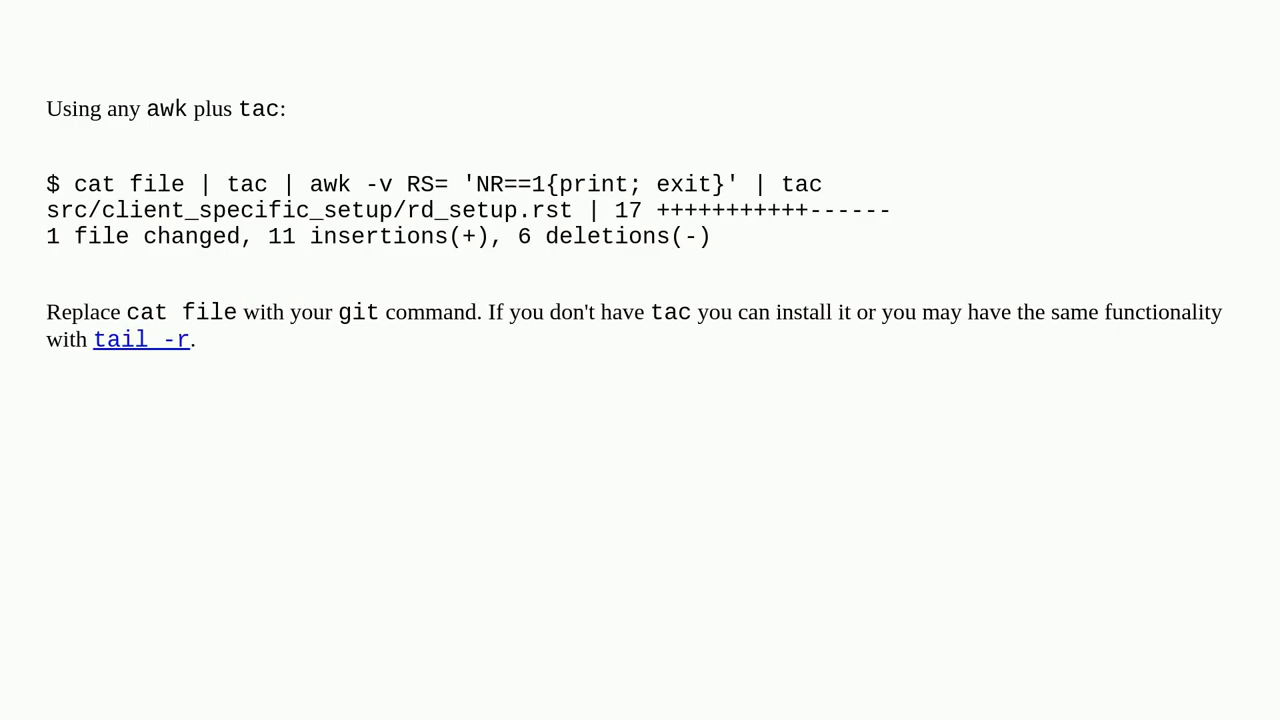 Using any awk plus tac:
$ cat file | tac | awk -v RS= 'NR==1{print; exit}' | tac
src/client_specific_setup/rd_setup.rst | 17 +++++++++++------
1 file changed, 11 insertions(+), 6 deletions(-)
Replace cat file with your git command. If you don't have tac you can install it or you may have the same functionality
with tail -r.